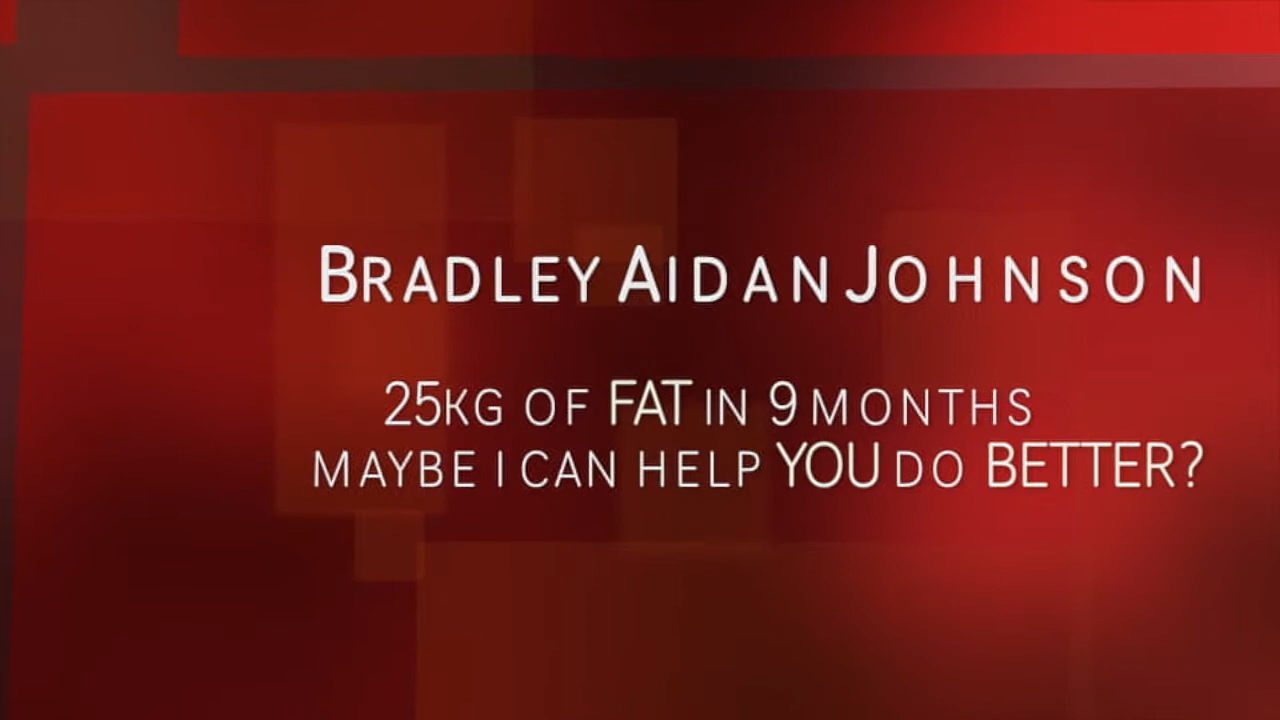 BRADLEY AIDAN JOHNSON
25KG OF FAT IN 9 MONTHS
MAYBE I CAN HELP YOU DO BETTER?